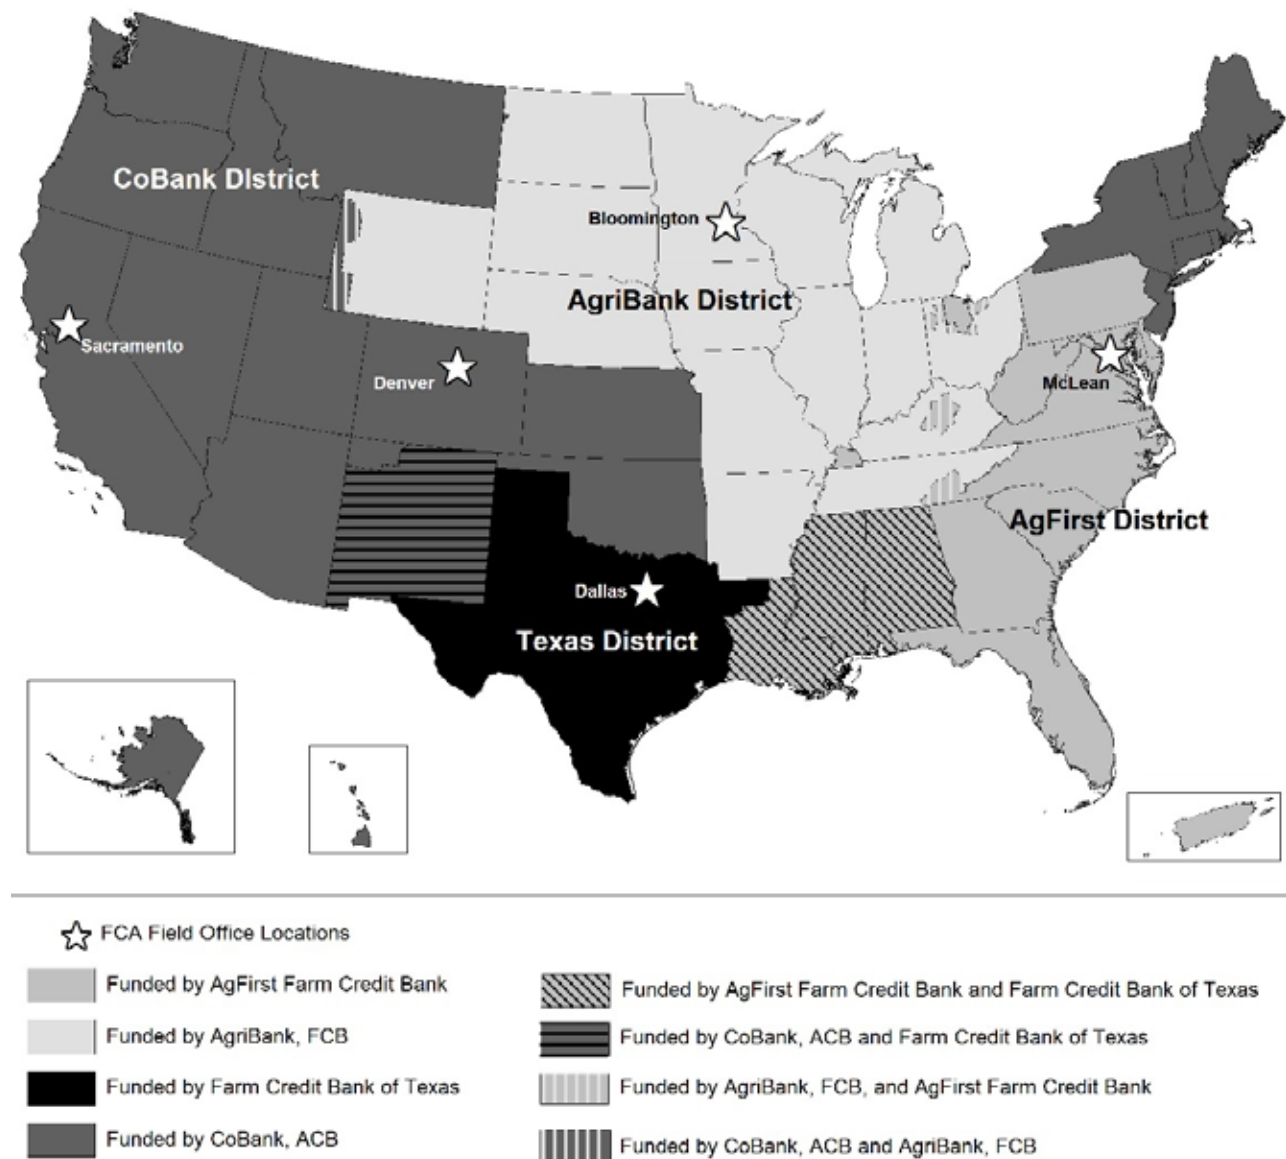 CoBank DIstrict
Bloomington
AgriBank District
Sacramento
Denver
McLean
AgFirst District
Dallas
Texas District
FCA Field Office Locations
Funded by AgFirst Farm Credit Bank
Funded by AgriBank, FCB
Funded by Farm Credit Bank of Texas
Funded by CoBank, ACB
Funded by AgFirst Farm Credit Bank and Farm Credit Bank of Texas
Funded by CoBank, ACB and Farm Credit Bank of Texas
Funded by AgriBank, FCB, and AgFirst Farm Credit Bank
Funded by CoBank, ACB and AgriBank, FCB